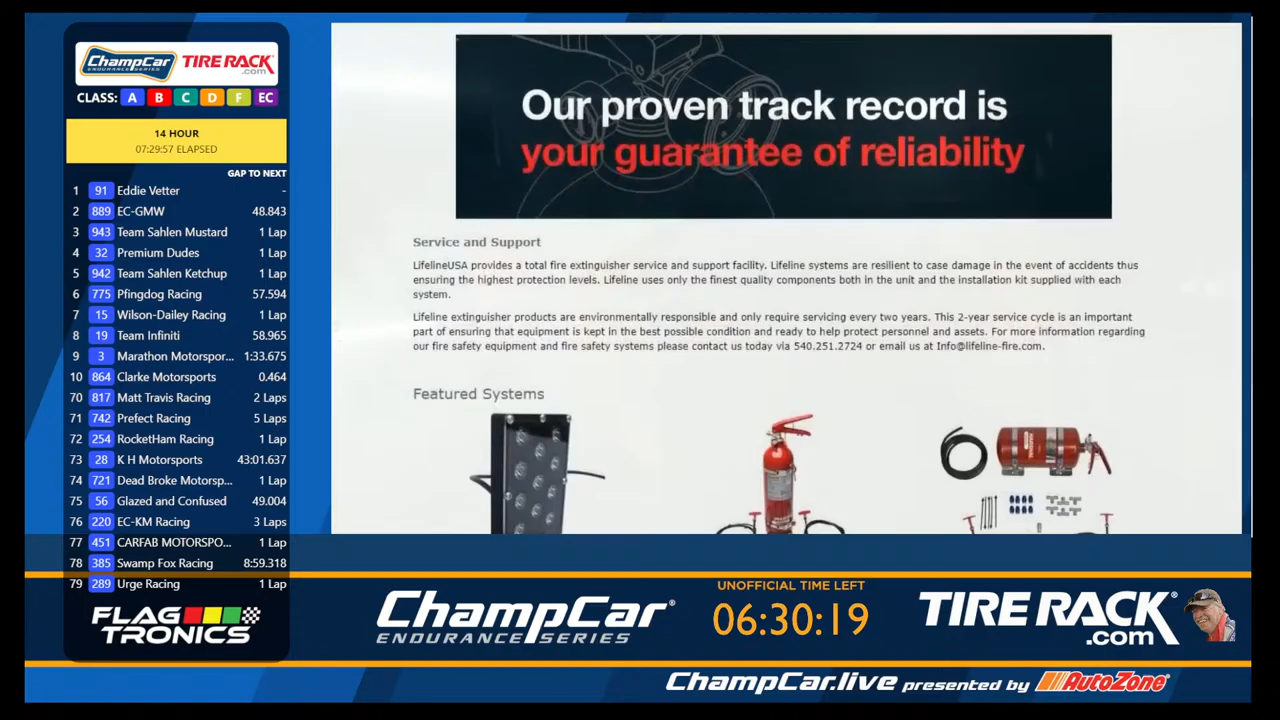 ChampCar
ENDURANCE SERIES
TIRE RACK
.com
CLASS: A B C D F EC
14 HOUR
07:29:57 ELAPSED
GAP TO NEXT
1 91 Eddie Vetter -
2 889 EC-GMW 48.843
3 943 Team Sahlen Mustard 1 Lap
4 32 Premium Dudes 1 Lap
5 942 Team Sahlen Ketchup 1 Lap
6 775 Pfingdog Racing 57.594
7 15 Wilson-Dailey Racing 1 Lap
8 19 Team Infiniti 58.965
9 3 Marathon Motorspor... 1:33.675
10 864 Clarke Motorsports 0.464
70 817 Matt Travis Racing 2 Laps
71 742 Prefect Racing 5 Laps
72 254 RocketHam Racing 1 Lap
73 28 K H Motorsports 43:01.637
74 721 Dead Broke Motorsp... 1 Lap
75 56 Glazed and Confused 49.004
76 220 EC-KM Racing 3 Laps
77 451 CARFAB MOTORSPO... 1 Lap
78 385 Swamp Fox Racing 8:59.318
79 289 Urge Racing 1 Lap
FLAG
TRONICS
Our proven track record is
your guarantee of reliability
Service and Support
LifelineUSA provides a total fire extinguisher service and support facility. Lifeline systems are resilient to case damage in the event of accidents thus
ensuring the highest protection levels. Lifeline uses only the finest quality components both in the unit and the installation kit supplied with each
system.
Lifeline extinguisher products are environmentally responsible and only require servicing every two years. This 2-year service cycle is an important
part of ensuring that equipment is kept in the best possible condition and ready to help protect personnel and assets. For more information regarding
our fire safety equipment and fire safety systems please contact us today via 540.251.2724 or email us at Info@lifeline-fire.com.
Featured Systems
ChampCar®
ENDURANCE SERIES
UNOFFICIAL TIME LEFT
06:30:19
TIRE RACK®
.com
ChampCar.live presented by AutoZone